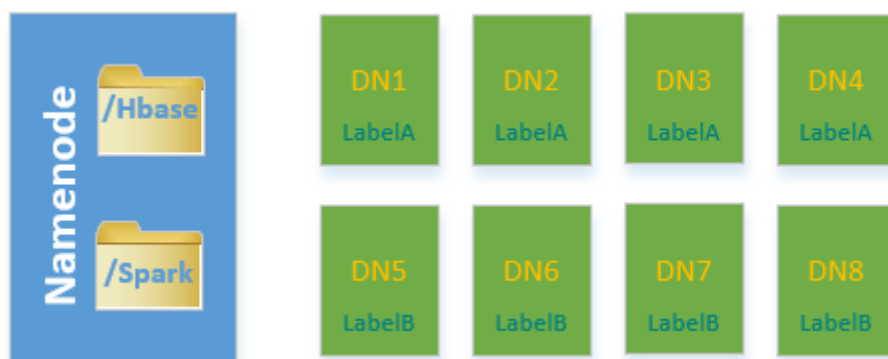 Namenode
/Hbase
/Spark
DN1
LabelA
DN2
LabelA
DN3
LabelA
DN4
LabelA
DN5
LabelB
DN6
LabelB
DN7
LabelB
DN8
LabelB